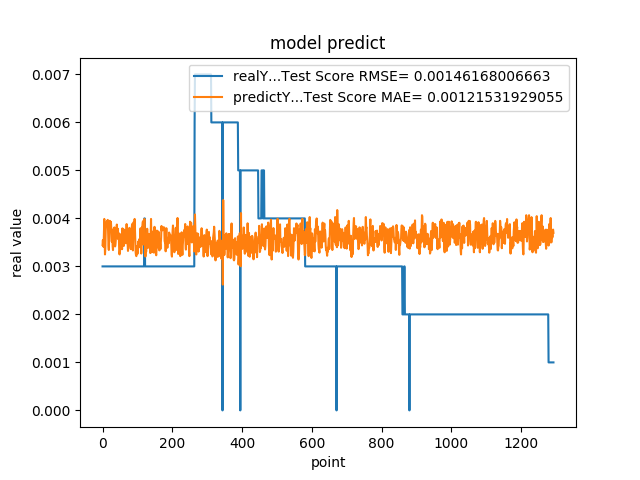 model predict
realY...Test Score RMSE= 0.00146168006663
predictY...Test Score MAE= 0.00121531929055
0.007
0.006
0.005
0.004
0.003
0.002
0.001
0.000
real value
0 200 400 600 800 1000 1200
point